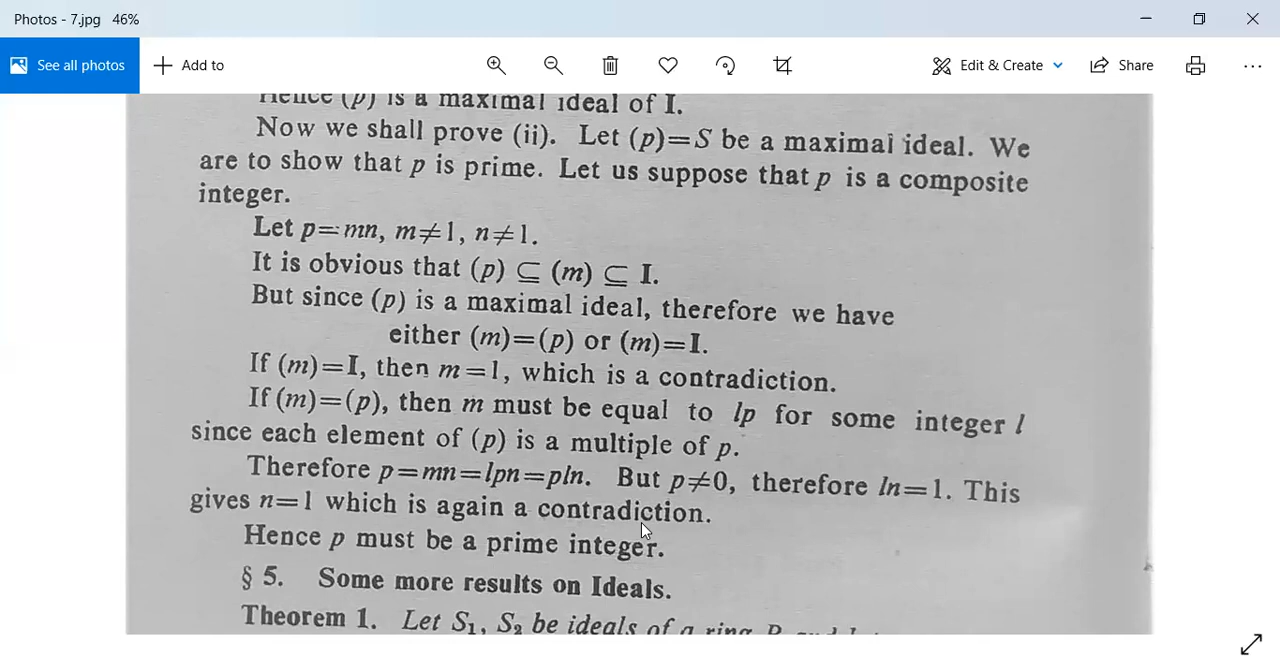 Photos - 7.jpg 46%
See all photos
Add to
Edit & Create
Share
Hence (p) is a maximal ideal of I.
Now we shall prove (ii). Let (p)=S be a maximal ideal. We
are to show that p is prime. Let us suppose that p is a composite
integer.
Let p=mn, m≠1, n≠1.
It is obvious that (p) ⊆ (m) ⊆ I.
But since (p) is a maximal ideal, therefore we have
either (m)=(p) or (m)=I.
If (m)=I, then m=1, which is a contradiction.
If (m)=(p), then m must be equal to lp for some integer l
since each element of (p) is a multiple of p.
Therefore p=mn=lpn=pln. But p≠0, therefore ln=1. This
gives n=1 which is again a contradiction.
Hence p must be a prime integer.
§ 5. Some more results on Ideals.
Theorem 1. Let S₁, S₂ be ideals of a ring R